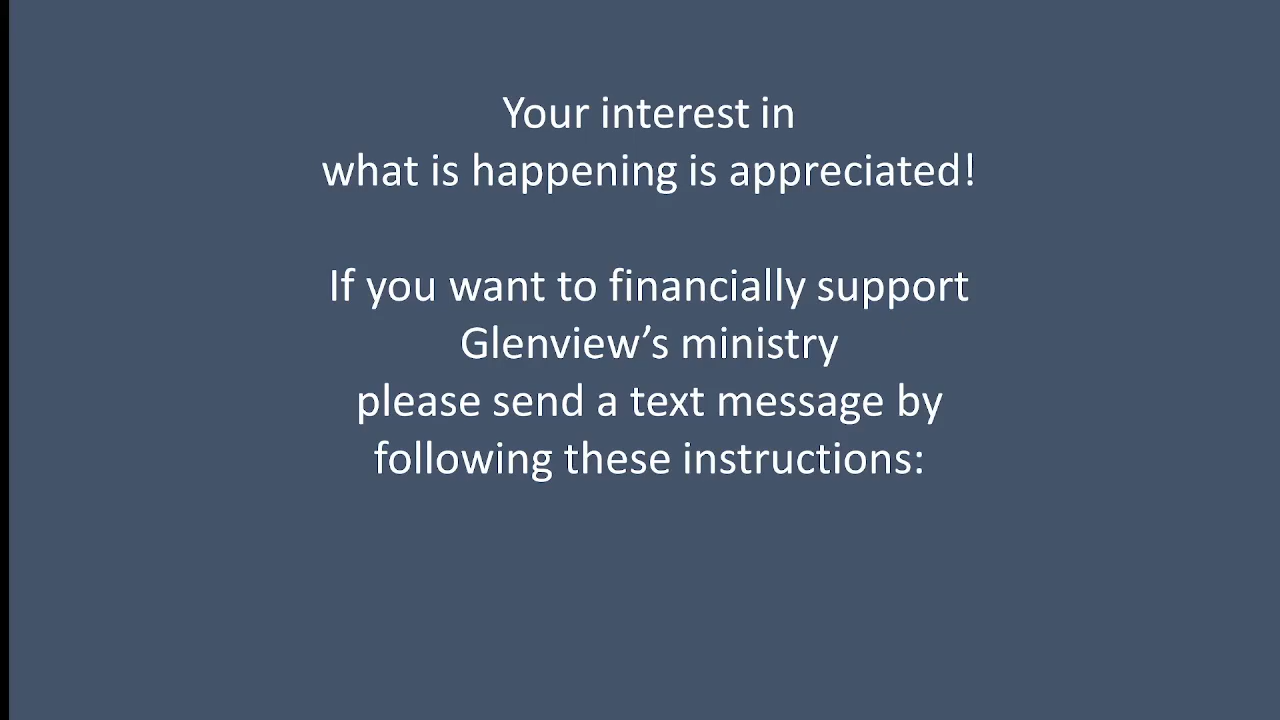 Your interest in
what is happening is appreciated!
If you want to financially support
Glenview’s ministry
please send a text message by
following these instructions: